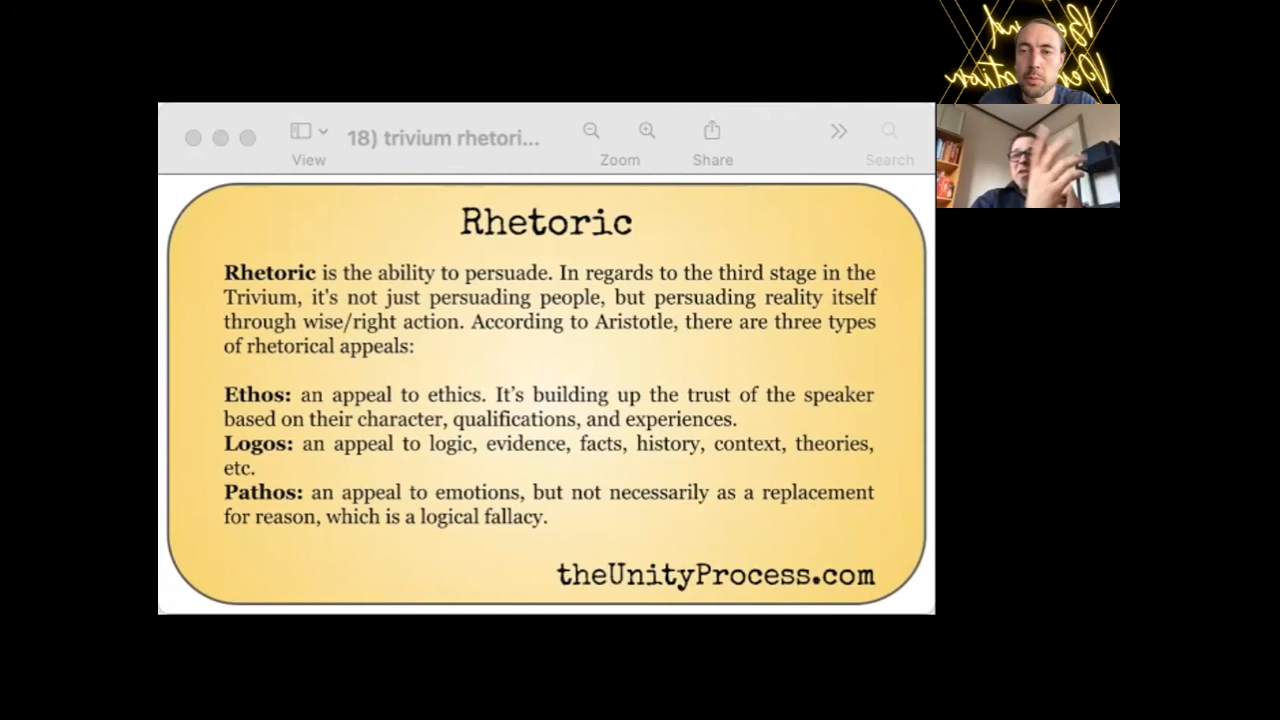 18) trivium rhetori...
View
Zoom
Share
Search
Rhetoric
Rhetoric is the ability to persuade. In regards to the third stage in the
Trivium, it's not just persuading people, but persuading reality itself
through wise/right action. According to Aristotle, there are three types
of rhetorical appeals:
Ethos: an appeal to ethics. It's building up the trust of the speaker
based on their character, qualifications, and experiences.
Logos: an appeal to logic, evidence, facts, history, context, theories,
etc.
Pathos: an appeal to emotions, but not necessarily as a replacement
for reason, which is a logical fallacy.
theUnityProcess.com